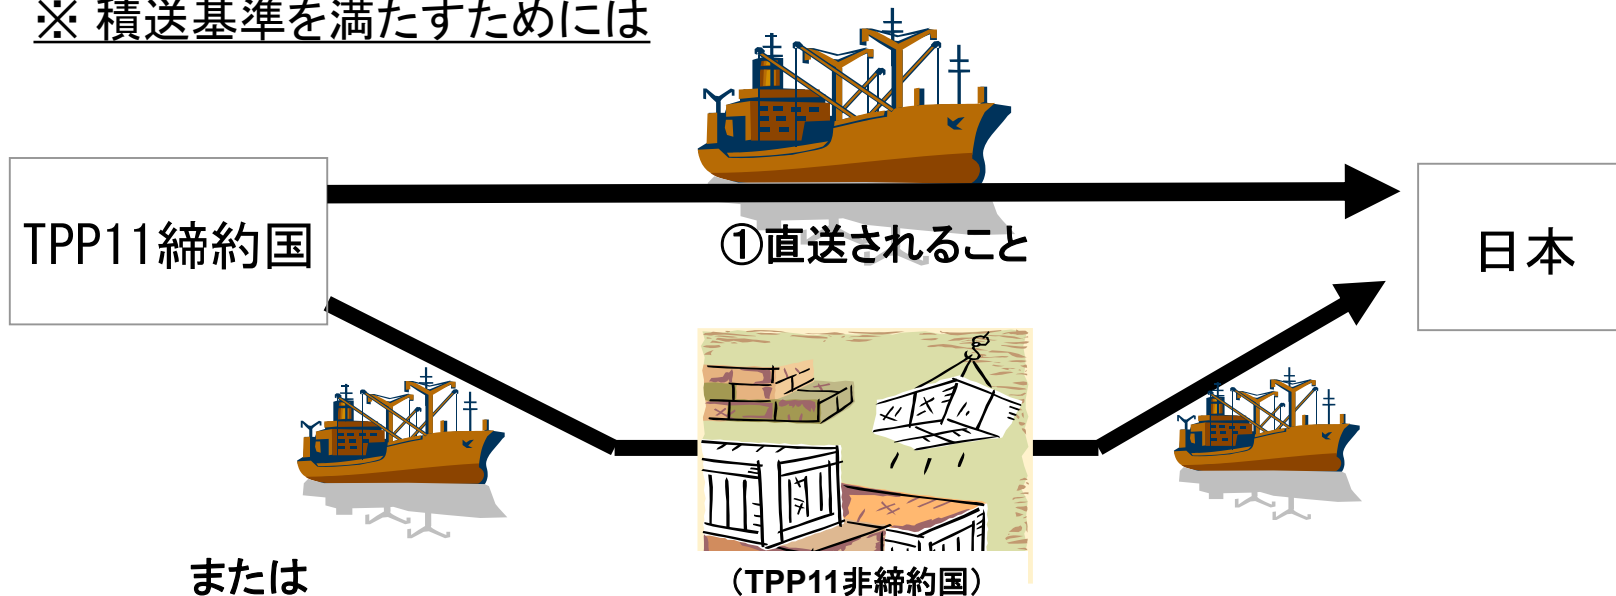 ※ 積送基準を満たすためには
TPP11締約国
①直送されること
日本
または
（TPP11非締約国）